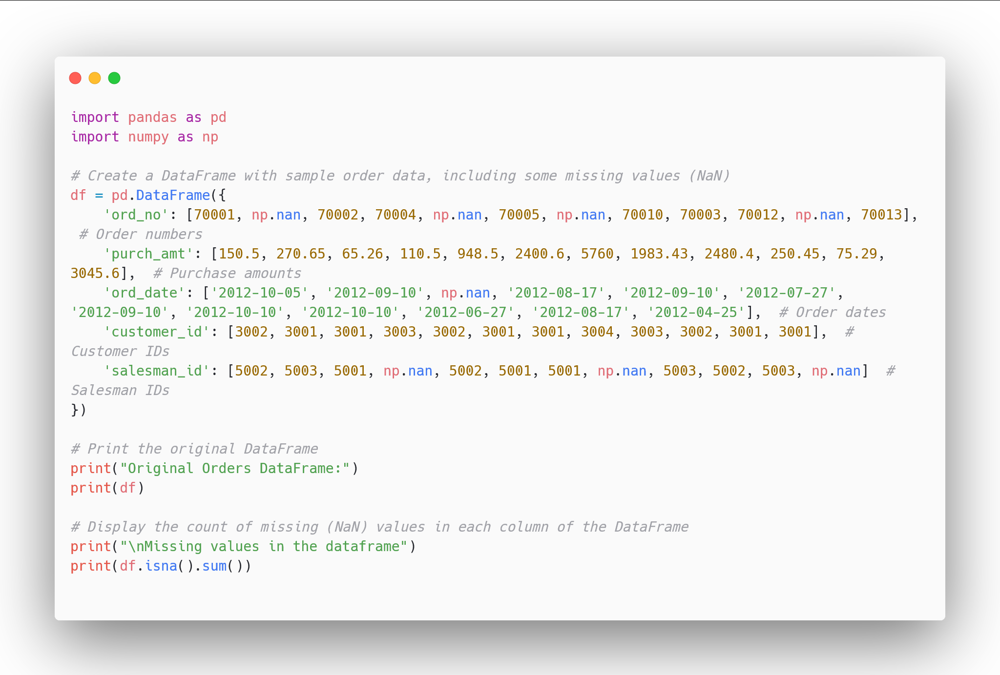 import pandas as pd
import numpy as np

# Create a DataFrame with sample order data, including some missing values (NaN)
df = pd.DataFrame({
    'ord_no': [70001, np.nan, 70002, 70004, np.nan, 70005, np.nan, 70010, 70003, 70012, np.nan, 70013],
 # Order numbers
    'purch_amt': [150.5, 270.65, 65.26, 110.5, 948.5, 2400.6, 5760, 1983.43, 2480.4, 250.45, 75.29,
3045.6],  # Purchase amounts
    'ord_date': ['2012-10-05', '2012-09-10', np.nan, '2012-08-17', '2012-09-10', '2012-07-27',
'2012-09-10', '2012-10-10', '2012-10-10', '2012-06-27', '2012-08-17', '2012-04-25'],  # Order dates
    'customer_id': [3002, 3001, 3001, 3003, 3002, 3001, 3001, 3004, 3003, 3002, 3001, 3001],  #
Customer IDs
    'salesman_id': [5002, 5003, 5001, np.nan, 5002, 5001, 5001, np.nan, 5003, 5002, 5003, np.nan]  #
Salesman IDs
})

# Print the original DataFrame
print("Original Orders DataFrame:")
print(df)

# Display the count of missing (NaN) values in each column of the DataFrame
print("\nMissing values in the dataframe")
print(df.isna().sum())